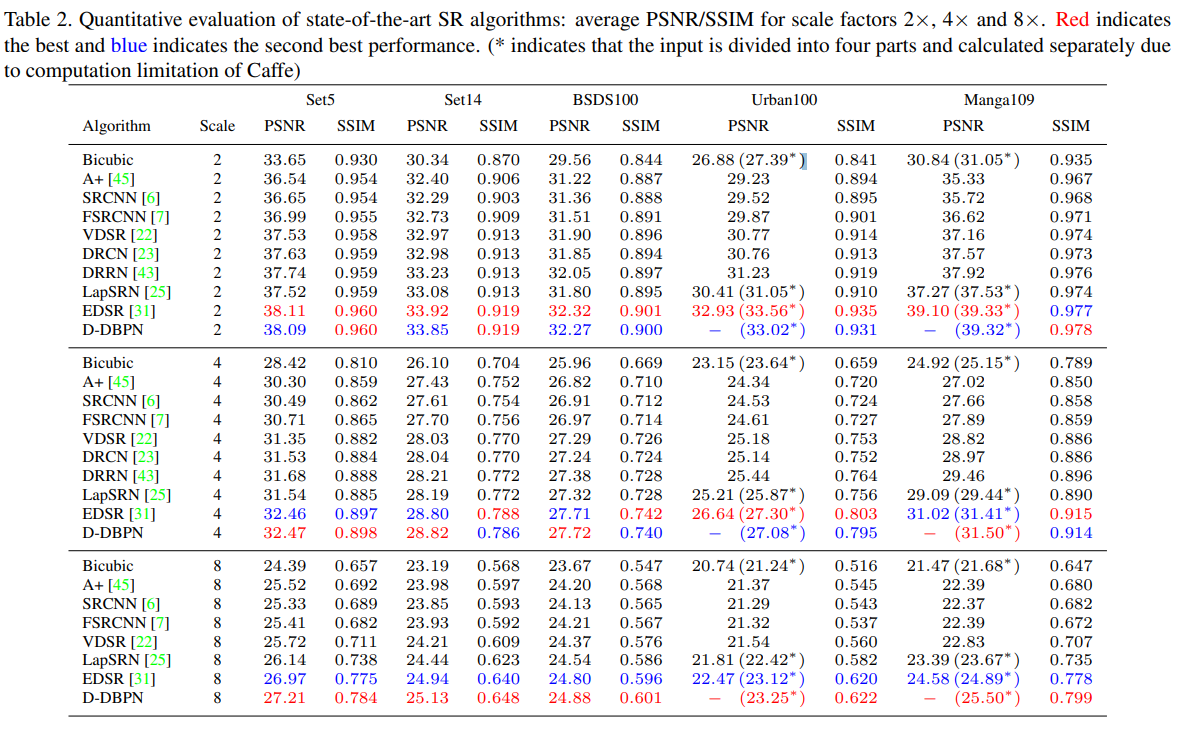 Table 2. Quantitative evaluation of state-of-the-art SR algorithms: average PSNR/SSIM for scale factors 2×, 4× and 8×. Red indicates
the best and blue indicates the second best performance. (* indicates that the input is divided into four parts and calculated separately due
to computation limitation of Caffe)
Set5 Set14 BSDS100 Urban100 Manga109
Algorithm Scale PSNR SSIM PSNR SSIM PSNR SSIM PSNR SSIM PSNR SSIM
Bicubic 2 33.65 0.930 30.34 0.870 29.56 0.844 26.88 (27.39*) 0.841 30.84 (31.05*) 0.935
A+ [45] 2 36.54 0.954 32.40 0.906 31.22 0.887 29.23 0.894 35.33 0.967
SRCNN [6] 2 36.65 0.954 32.29 0.903 31.36 0.888 29.52 0.895 35.72 0.968
FSRCNN [7] 2 36.99 0.955 32.73 0.909 31.51 0.891 29.87 0.901 36.62 0.971
VDSR [22] 2 37.53 0.958 32.97 0.913 31.90 0.896 30.77 0.914 37.16 0.974
DRCN [23] 2 37.63 0.959 32.98 0.913 31.85 0.894 30.76 0.913 37.57 0.973
DRRN [43] 2 37.74 0.959 33.23 0.913 32.05 0.897 31.23 0.919 37.92 0.976
LapSRN [25] 2 37.52 0.959 33.08 0.913 31.80 0.895 30.41 (31.05*) 0.910 37.27 (37.53*) 0.974
EDSR [31] 2 38.11 0.960 33.92 0.919 32.32 0.901 32.93 (33.56*) 0.935 39.10 (39.33*) 0.977
D-DBPN 2 38.09 0.960 33.85 0.919 32.27 0.900 − (33.02*) 0.931 − (39.32*) 0.978
Bicubic 4 28.42 0.810 26.10 0.704 25.96 0.669 23.15 (23.64*) 0.659 24.92 (25.15*) 0.789
A+ [45] 4 30.30 0.859 27.43 0.752 26.82 0.710 24.34 0.720 27.02 0.850
SRCNN [6] 4 30.49 0.862 27.61 0.754 26.91 0.712 24.53 0.724 27.66 0.858
FSRCNN [7] 4 30.71 0.865 27.70 0.756 26.97 0.714 24.61 0.727 27.89 0.859
VDSR [22] 4 31.35 0.882 28.03 0.770 27.29 0.726 25.18 0.753 28.82 0.886
DRCN [23] 4 31.53 0.884 28.04 0.770 27.24 0.724 25.14 0.752 28.97 0.886
DRRN [43] 4 31.68 0.888 28.21 0.772 27.38 0.728 25.44 0.764 29.46 0.896
LapSRN [25] 4 31.54 0.885 28.19 0.772 27.32 0.728 25.21 (25.87*) 0.756 29.09 (29.44*) 0.890
EDSR [31] 4 32.46 0.897 28.80 0.788 27.71 0.742 26.64 (27.30*) 0.803 31.02 (31.41*) 0.915
D-DBPN 4 32.47 0.898 28.82 0.786 27.72 0.740 − (27.08*) 0.795 − (31.50*) 0.914
Bicubic 8 24.39 0.657 23.19 0.568 23.67 0.547 20.74 (21.24*) 0.516 21.47 (21.68*) 0.647
A+ [45] 8 25.52 0.692 23.98 0.597 24.20 0.568 21.37 0.545 22.39 0.680
SRCNN [6] 8 25.33 0.689 23.85 0.593 24.13 0.565 21.29 0.543 22.37 0.682
FSRCNN [7] 8 25.41 0.682 23.93 0.592 24.21 0.567 21.32 0.537 22.39 0.672
VDSR [22] 8 25.72 0.711 24.21 0.609 24.37 0.576 21.54 0.560 22.83 0.707
LapSRN [25] 8 26.14 0.738 24.44 0.623 24.54 0.586 21.81 (22.42*) 0.582 23.39 (23.67*) 0.735
EDSR [31] 8 26.97 0.775 24.94 0.640 24.80 0.596 22.47 (23.12*) 0.620 24.58 (24.89*) 0.778
D-DBPN 8 27.21 0.784 25.13 0.648 24.88 0.601 − (23.25*) 0.622 − (25.50*) 0.799